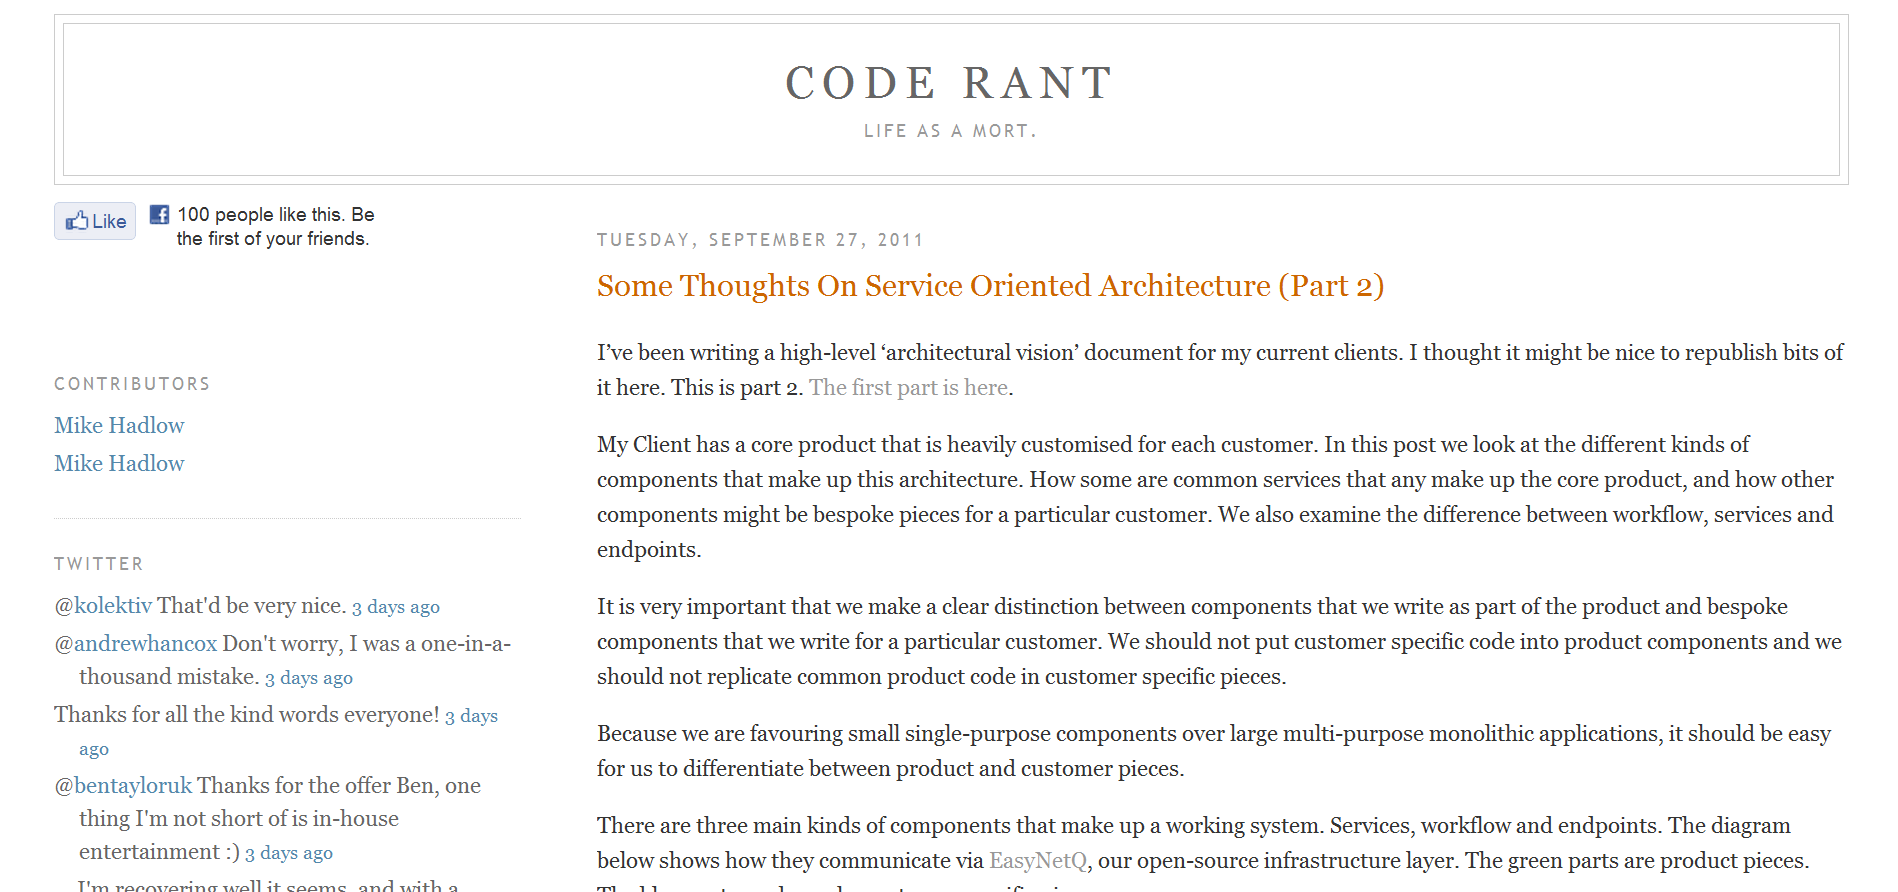 CODE RANT
LIFE AS A MORT.
Like
100 people like this. Be
the first of your friends.
CONTRIBUTORS
Mike Hadlow
Mike Hadlow
TWITTER
@kolektiv That'd be very nice. 3 days ago
@andrewhancox Don't worry, I was a one-in-a-
thousand mistake. 3 days ago
Thanks for all the kind words everyone! 3 days
ago
@bentayloruk Thanks for the offer Ben, one
thing I'm not short of is in-house
entertainment :) 3 days ago
I'm recovering well it seems, and with a
TUESDAY, SEPTEMBER 27, 2011
Some Thoughts On Service Oriented Architecture (Part 2)
I’ve been writing a high-level ‘architectural vision’ document for my current clients. I thought it might be nice to republish bits of
it here. This is part 2. The first part is here.
My Client has a core product that is heavily customised for each customer. In this post we look at the different kinds of
components that make up this architecture. How some are common services that any make up the core product, and how other
components might be bespoke pieces for a particular customer. We also examine the difference between workflow, services and
endpoints.
It is very important that we make a clear distinction between components that we write as part of the product and bespoke
components that we write for a particular customer. We should not put customer specific code into product components and we
should not replicate common product code in customer specific pieces.
Because we are favouring small single-purpose components over large multi-purpose monolithic applications, it should be easy
for us to differentiate between product and customer pieces.
There are three main kinds of components that make up a working system. Services, workflow and endpoints. The diagram
below shows how they communicate via EasyNetQ, our open-source infrastructure layer. The green parts are product pieces.